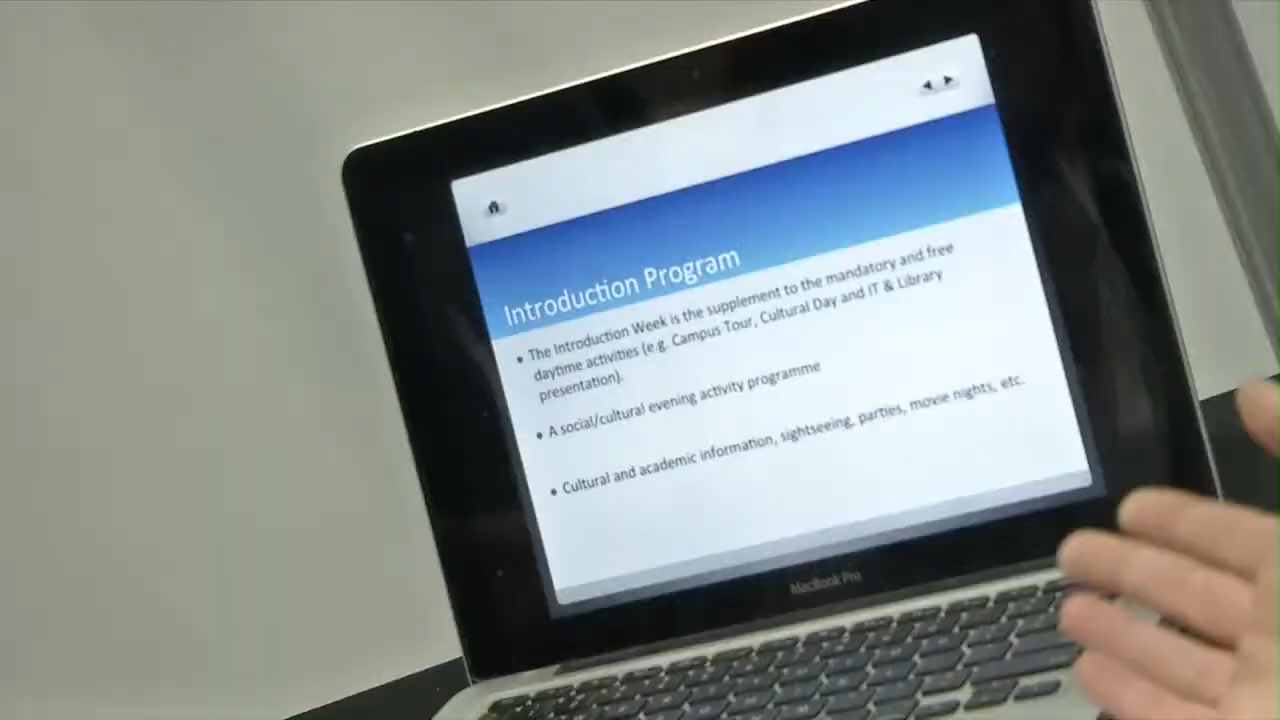 Introduction Program
• The Introduction Week is the supplement to the mandatory and free
daytime activities (e.g. Campus Tour, Cultural Day and IT & Library
presentation).
• A social/cultural evening activity programme
• Cultural and academic information, sightseeing, parties, movie nights, etc.
MacBook Pro